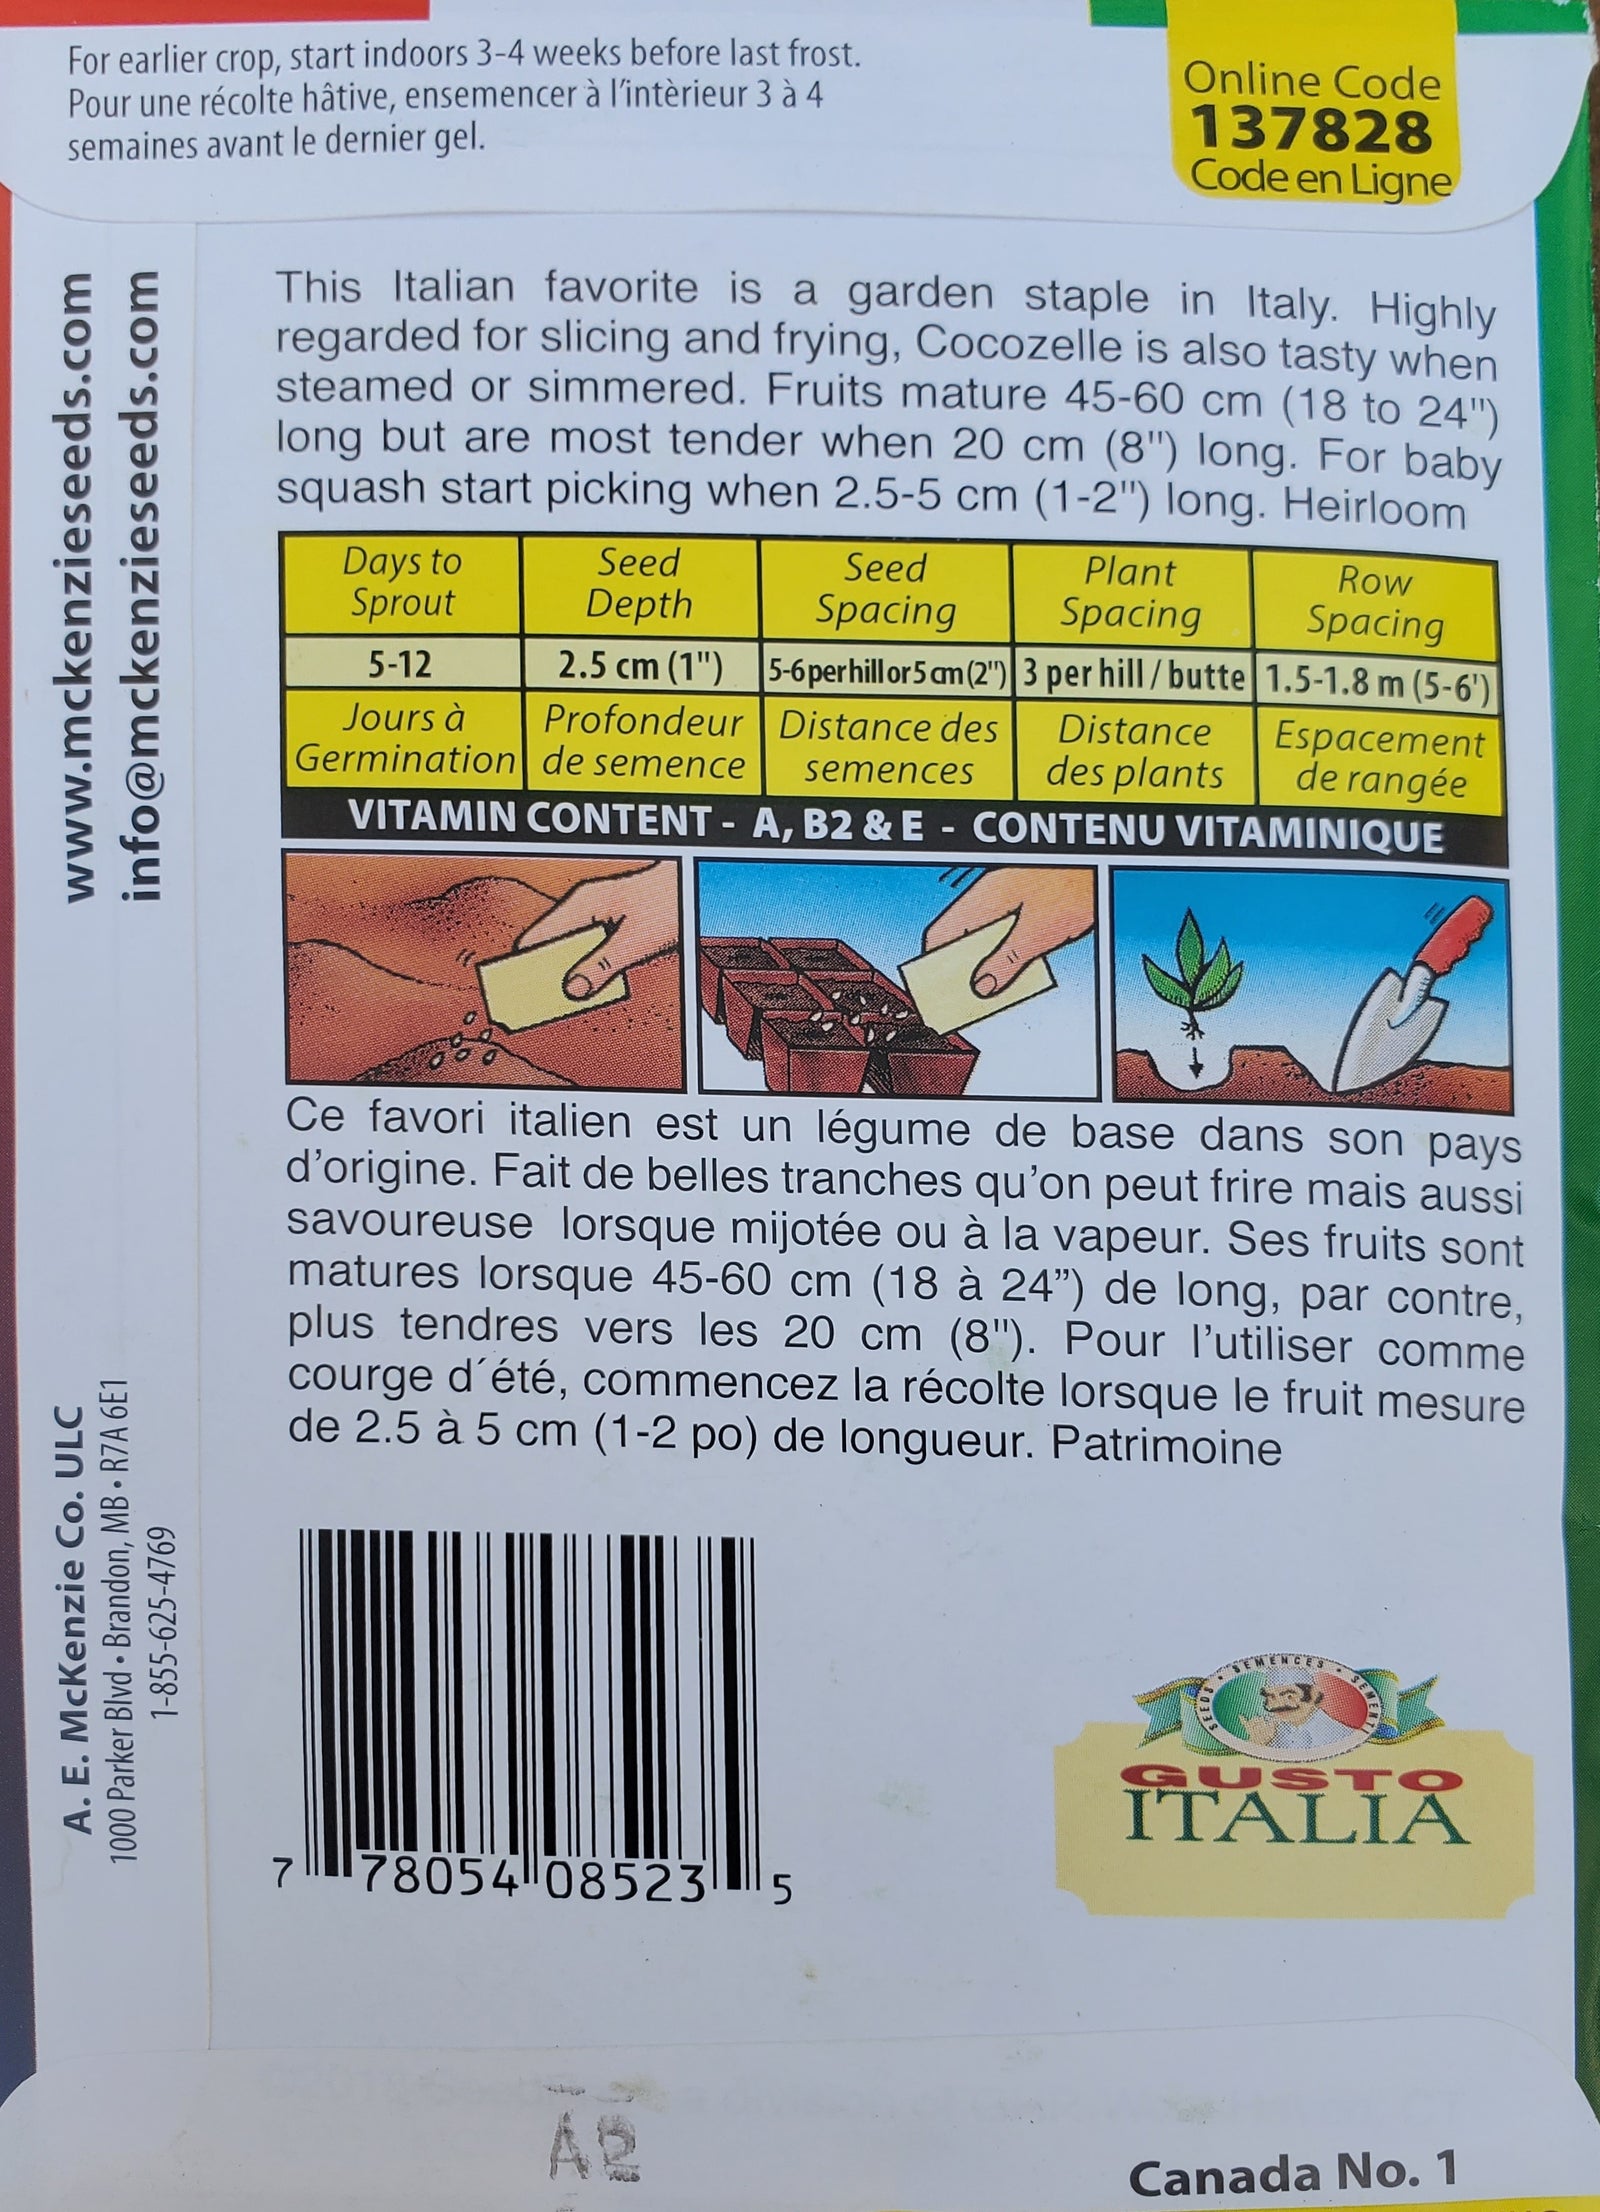 For earlier crop, start indoors 3-4 weeks before last frost.
Pour une récolte hâtive, ensemencer à l'intèrieur 3 à 4
semaines avant le dernier gel.
Online Code
137828
Code en Ligne
www.mckenzieseeds.com
info@mckenzieseeds.com
This Italian favorite is a garden staple in Italy. Highly
regarded for slicing and frying, Cocozelle is also tasty when
steamed or simmered. Fruits mature 45-60 cm (18 to 24")
long but are most tender when 20 cm (8") long. For baby
squash start picking when 2.5-5 cm (1-2") long. Heirloom
Days to Sprout
Seed Depth
Seed Spacing
Plant Spacing
Row Spacing
5-12
2.5 cm (1")
5-6 per hill or 5 cm (2")
3 per hill / butte
1.5-1.8 m (5-6')
Jours à Germination
Profondeur de semence
Distance des semences
Distance des plants
Espacement de rangée
VITAMIN CONTENT - A, B2 & E - CONTENU VITAMINIQUE
Ce favori italien est un légume de base dans son pays
d'origine. Fait de belles tranches qu'on peut frire mais aussi
savoureuse lorsque mijotée ou à la vapeur. Ses fruits sont
matures lorsque 45-60 cm (18 à 24”) de long, par contre,
plus tendres vers les 20 cm (8"). Pour l'utiliser comme
courge d´été, commencez la récolte lorsque le fruit mesure
de 2.5 à 5 cm (1-2 po) de longueur. Patrimoine
A. E. McKenzie Co. ULC
1000 Parker Blvd • Brandon, MB • R7A 6E1
1-855-625-4769
7 78054 08523 5
SEEDS • SEMENCES • SEMENTI
GUSTO
ITALIA
A2
Canada No. 1